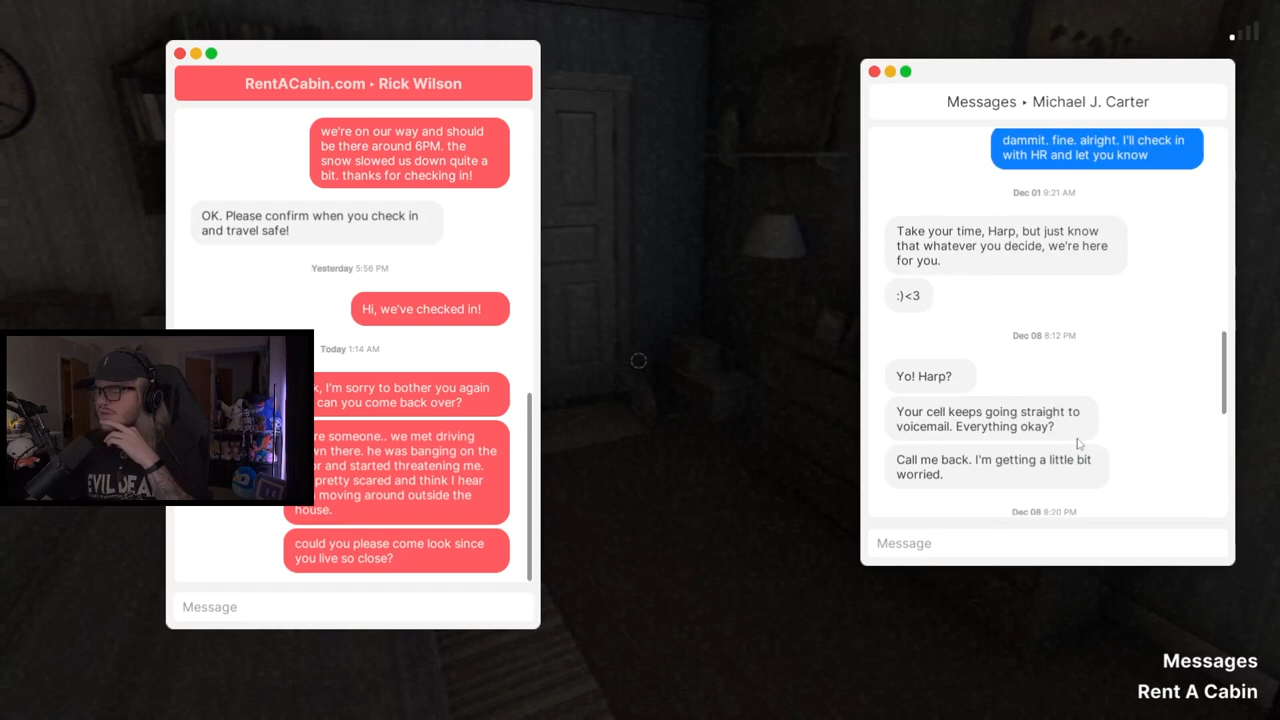 RentACabin.com ▸ Rick Wilson
we're on our way and should
be there around 6PM. the
snow slowed us down quite a
bit. thanks for checking in!
OK. Please confirm when you check in
and travel safe!
Yesterday 5:56 PM
Hi, we've checked in!
Today 1:14 AM
I'm sorry to bother you again
can you come back over?
someone.. we met driving
there. he was banging on the
and started threatening me.
pretty scared and think I hear
moving around outside the
house.
could you please come look since
you live so close?
Message
EVIL DEA
Messages ▸ Michael J. Carter
dammit. fine. alright. I'll check in
with HR and let you know
Dec 01 9:21 AM
Take your time, Harp, but just know
that whatever you decide, we're here
for you.
:)<3
Dec 08 8:12 PM
Yo! Harp?
Your cell keeps going straight to
voicemail. Everything okay?
Call me back. I'm getting a little bit
worried.
Dec 08 8:20 PM
Message
Messages
Rent A Cabin